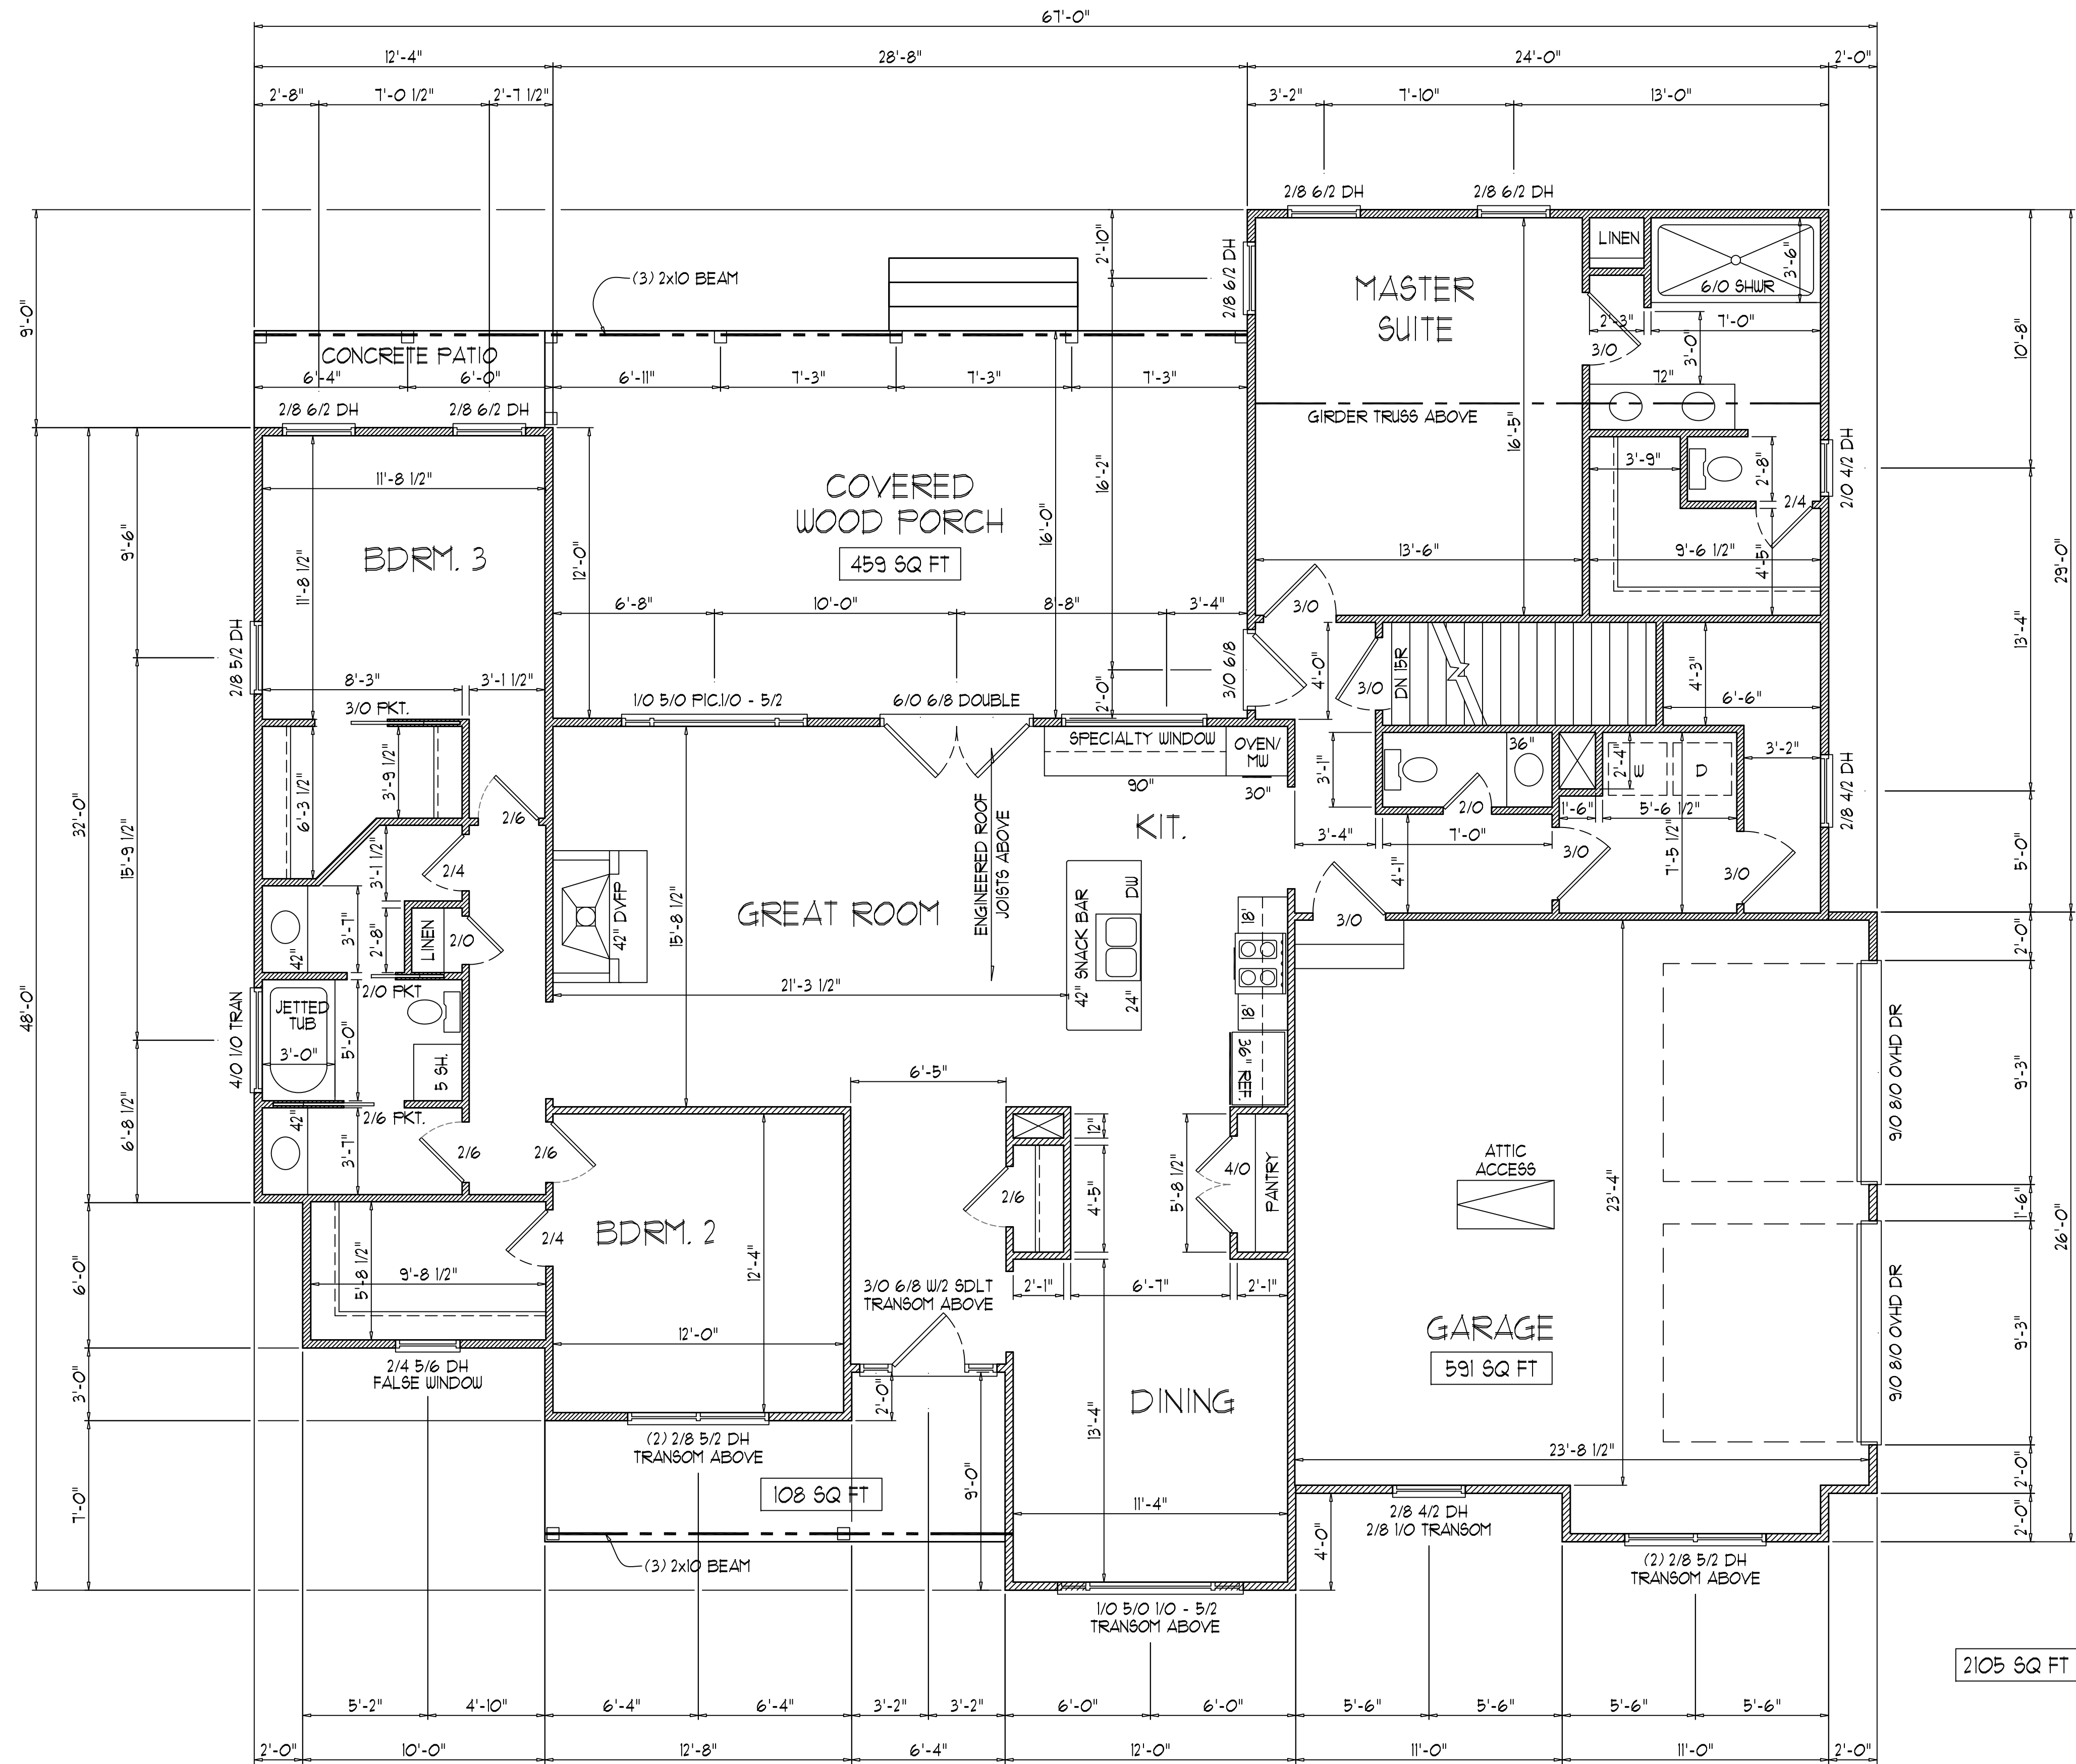 67'-0"
12'-4" 28'-8" 24'-0" 2'-0"
2'-8" 7'-0 1/2" 2'-7 1/2" 3'-2" 7'-10" 13'-0"
2/8 6/2 DH 2/8 6/2 DH
9'-0"
(3) 2x10 BEAM
2'-10"
2/8 6/2 DH
MASTER
SUITE
LINEN
3'-6"
6/0 SHWR
2'-3" 7'-0"
3'-0"
3/0
72"
10'-8"
CONCRETE PATIO
6'-4" 6'-0" 6'-11" 7'-3" 7'-3" 7'-3"
2/8 6/2 DH 2/8 6/2 DH
GIRDER TRUSS ABOVE
16'-5"
11'-8 1/2"
COVERED
WOOD PORCH
459 SQ FT
16'-2"
16'-0"
12'-0"
3'-9"
2'-8"
2/4
2/0 4/2 DH
13'-6"
9'-6 1/2"
4'-5"
9'-6"
BDRM. 3
11'-8 1/2"
29'-0"
6'-8" 10'-0" 8'-8" 3'-4"
3/0
13'-4"
2/8 5/2 DH
8'-3" 3'-1 1/2"
3/0 PKT.
1/0 5/0 PIC.1/0 - 5/2
6/0 6/8 DOUBLE
2'-0"
3/0 6/8
4'-0"
3/0
DN 15R
4'-3"
6'-6"
SPECIALTY WINDOW
OVEN/
MW
90"
30"
3'-1"
36"
2'-4"
W D
3'-2"
2/8 4/2 DH
3'-9 1/2"
6'-3 1/2"
2/6
32'-0"
15'-9 1/2"
ENGINEERED ROOF
JOISTS ABOVE
KIT.
2/0
1'-6" 5'-6 1/2"
3'-4" 7'-0"
3/0
7'-5 1/2"
3/0
5'-0"
3'-1 1/2"
2/4
4'-1"
42" DVFP
GREAT ROOM
15'-8 1/2"
42" SNACK BAR
DW
24"
18'
18'
36" REF.
3/0
2'-0"
42"
3'-7"
2'-8"
LINEN
2/0
2/0 PKT
21'-3 1/2"
48'-0"
4/0 1/0 TRAN
JETTED
TUB
3'-0"
5'-0"
5 SH.
9/0 8/0 OVHD DR
9'-3"
6'-5"
6'-8 1/2"
42"
2/6 PKT.
3'-7"
2/6
2/6
12"
2/6
4'-5"
5'-8 1/2"
4/0
PANTRY
ATTIC
ACCESS
23'-4"
1'-6"
26'-0"
BDRM. 2
2/4
12'-4"
6'-0"
5'-8 1/2"
9'-8 1/2"
3/0 6/8 W/2 SDLT
TRANSOM ABOVE
2'-1" 6'-7" 2'-1"
GARAGE
591 SQ FT
9/0 8/0 OVHD DR
9'-3"
12'-0"
2/4 5/6 DH
FALSE WINDOW
3'-0"
2'-0"
DINING
13'-4"
23'-8 1/2"
(2) 2/8 5/2 DH
TRANSOM ABOVE
108 SQ FT
9'-0"
11'-4"
2'-0"
7'-0"
2/8 4/2 DH
2/8 1/0 TRANSOM
2'-0"
4'-0"
(3) 2x10 BEAM
(2) 2/8 5/2 DH
TRANSOM ABOVE
1/0 5/0 1/0 - 5/2
TRANSOM ABOVE
2105 SQ FT
5'-2" 4'-10" 6'-4" 6'-4" 3'-2" 3'-2" 6'-0" 6'-0" 5'-6" 5'-6" 5'-6" 5'-6"
2'-0" 10'-0" 12'-8" 6'-4" 12'-0" 11'-0" 11'-0" 2'-0"